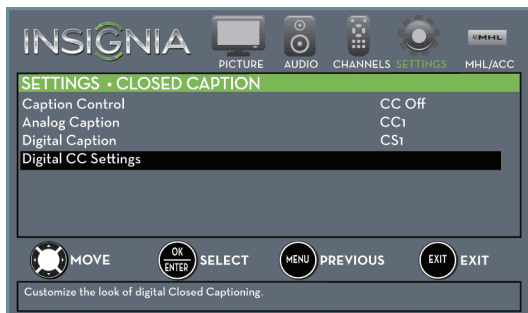 INSIGNIA
PICTURE AUDIO CHANNELS SETTINGS MHL/ACC
MHL
SETTINGS • CLOSED CAPTION
Caption Control CC Off
Analog Caption CC1
Digital Caption CS1
Digital CC Settings
MOVE OK ENTER SELECT MENU PREVIOUS EXIT EXIT
Customize the look of digital Closed Captioning.